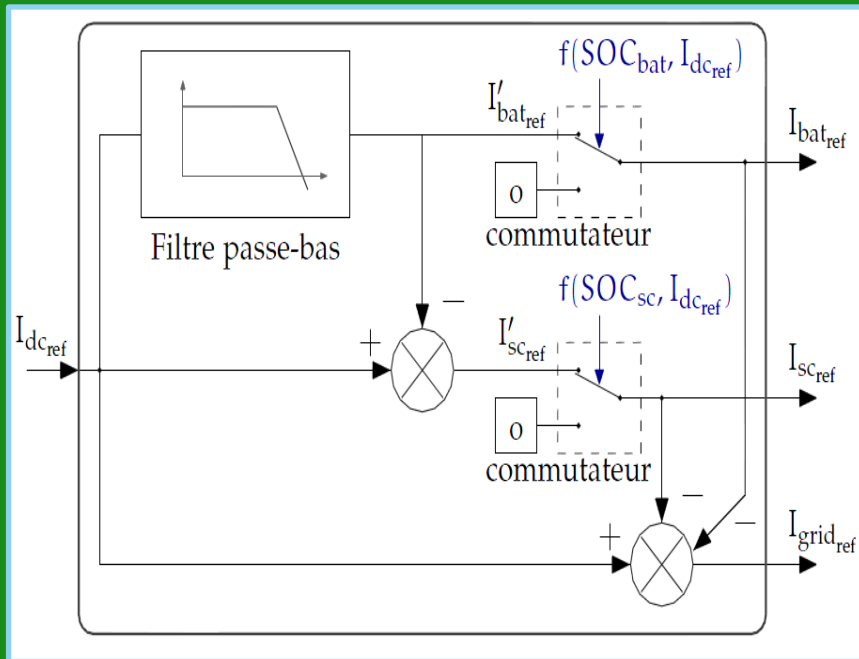 f(SOCbat, Idcref)
I'batref
Ibatref
0
commutateur
Filtre passe-bas
f(SOCsc, Idcref)
−
Idcref
+
I'scref
Iscref
0
commutateur
−
−
+
Igridref